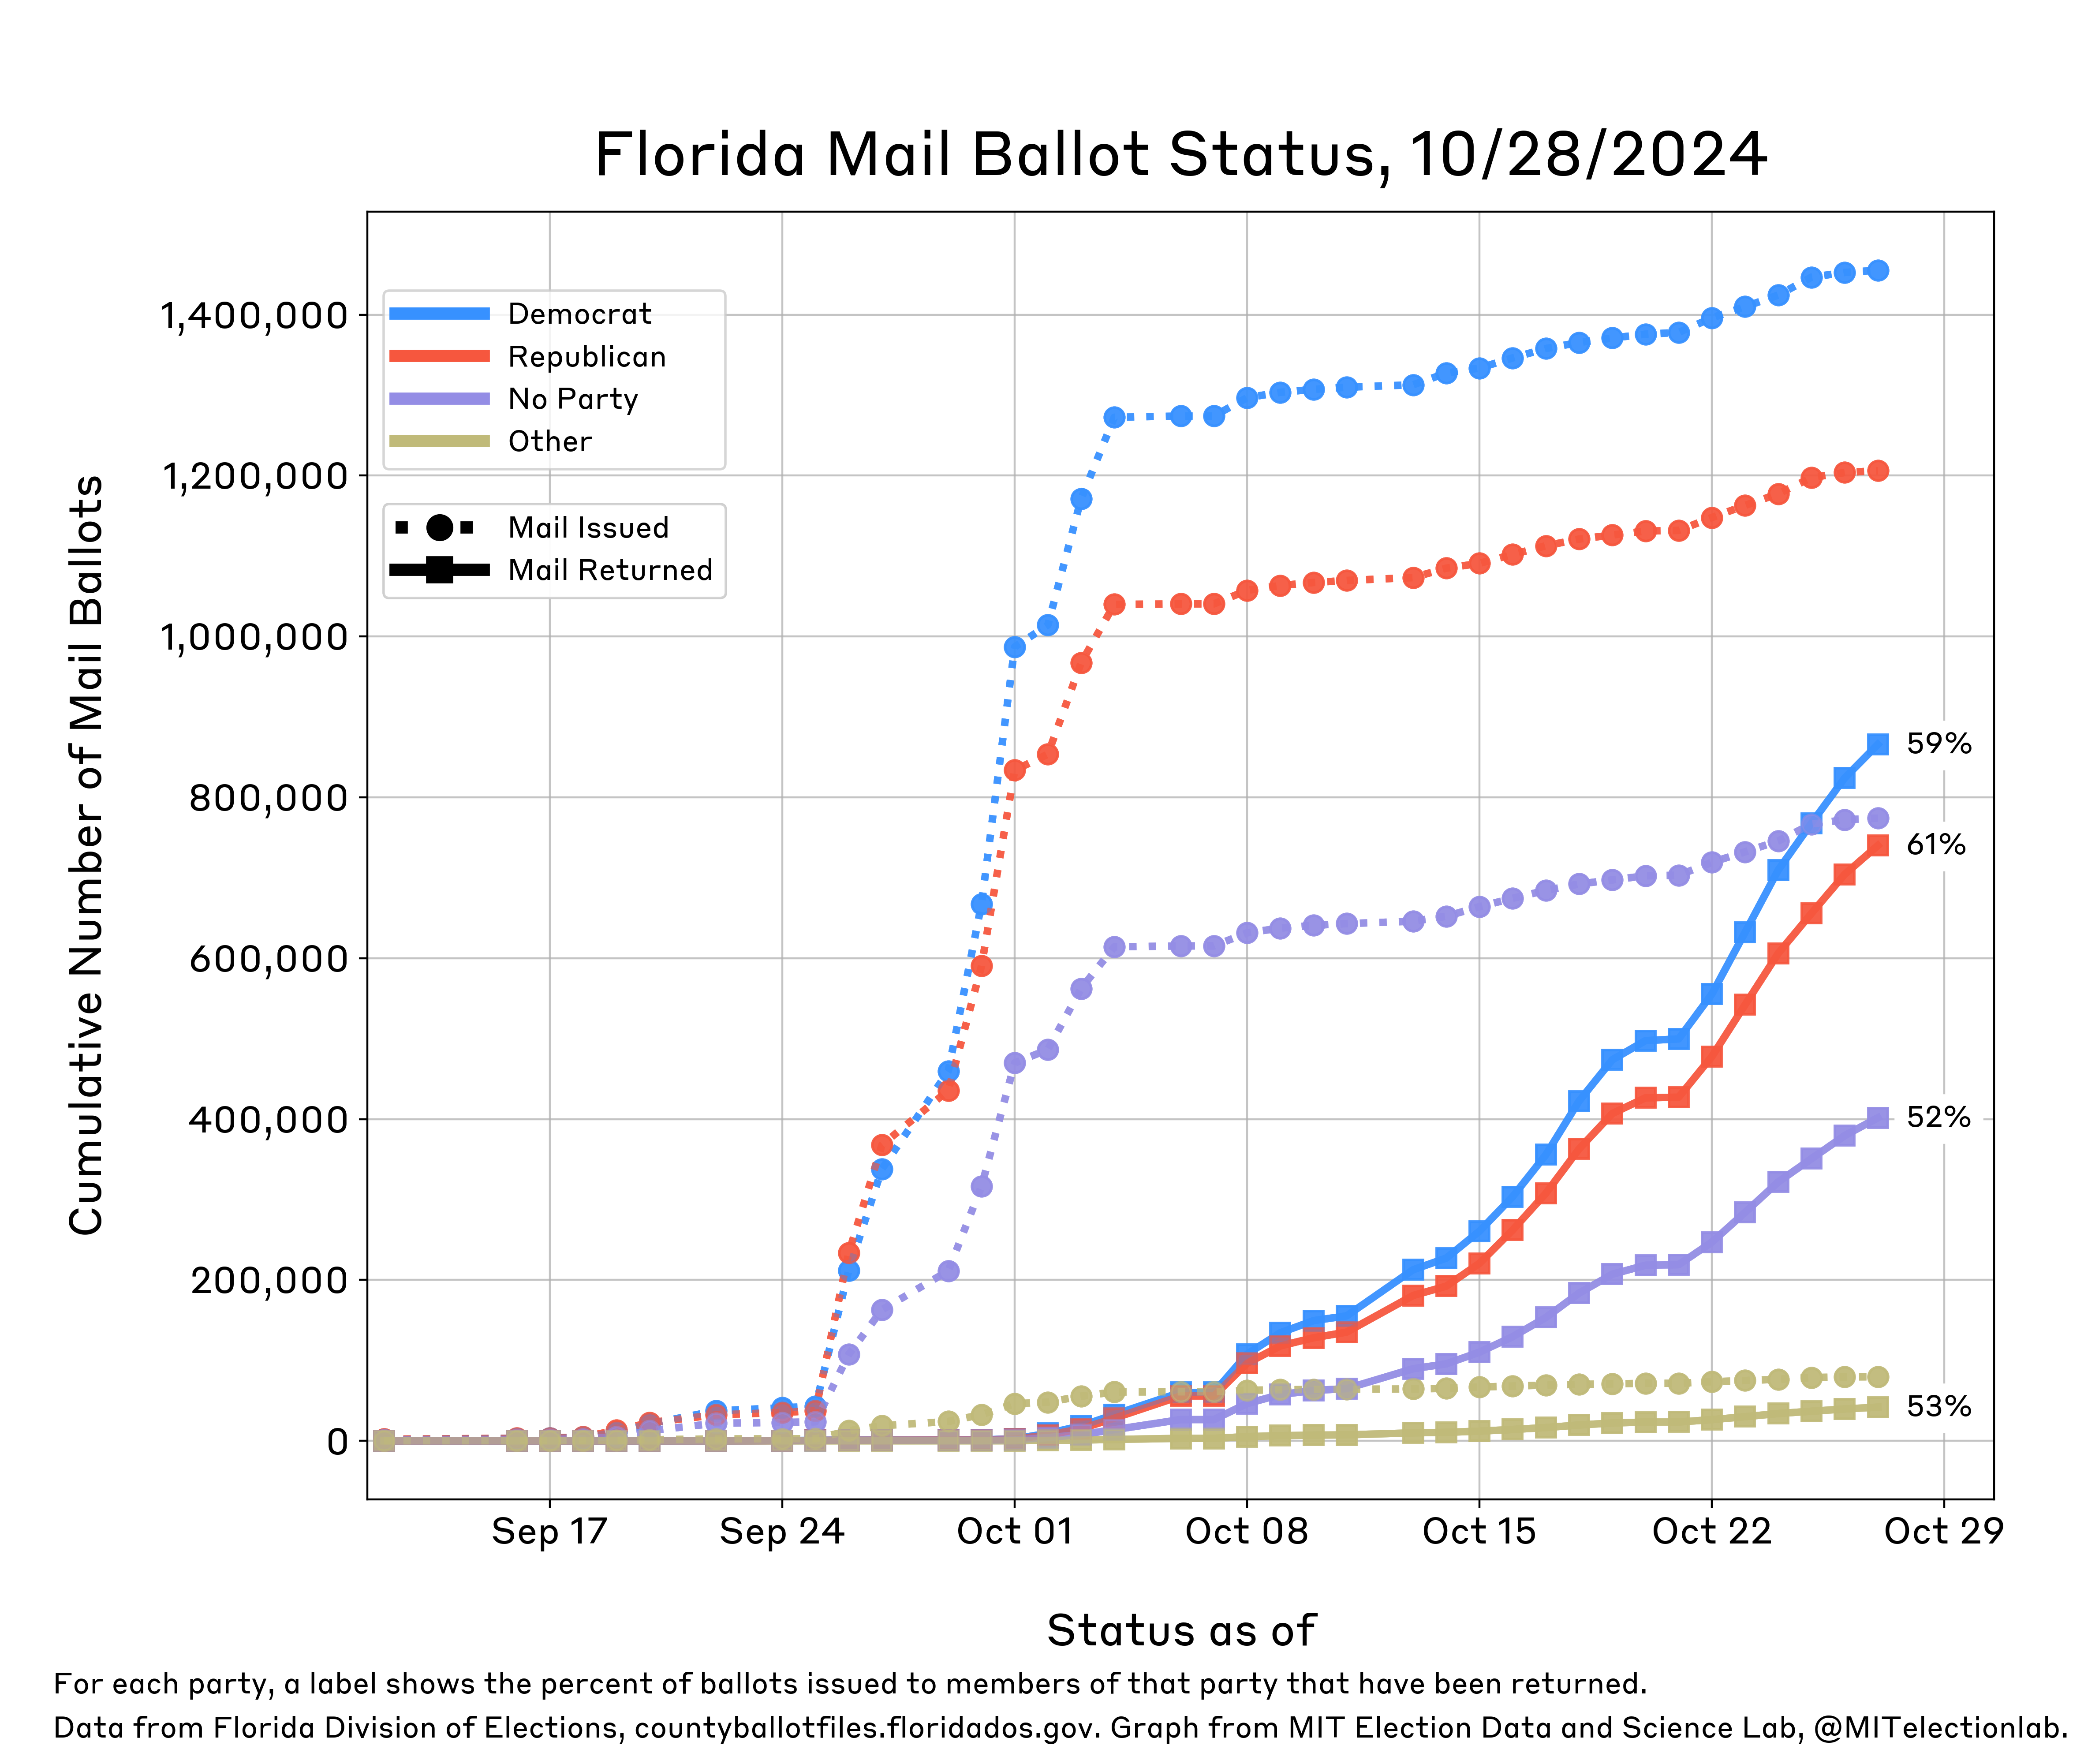 Florida Mail Ballot Status, 10/28/2024
Democrat
Republican
No Party
Other
Mail Issued
Mail Returned
Cumulative Number of Mail Ballots
1,400,000
1,200,000
1,000,000
800,000
600,000
400,000
200,000
0
59%
61%
52%
53%
Sep 17
Sep 24
Oct 01
Oct 08
Oct 15
Oct 22
Oct 29
Status as of
For each party, a label shows the percent of ballots issued to members of that party that have been returned.
Data from Florida Division of Elections, countyballotfiles.floridados.gov. Graph from MIT Election Data and Science Lab, @MITelectionlab.